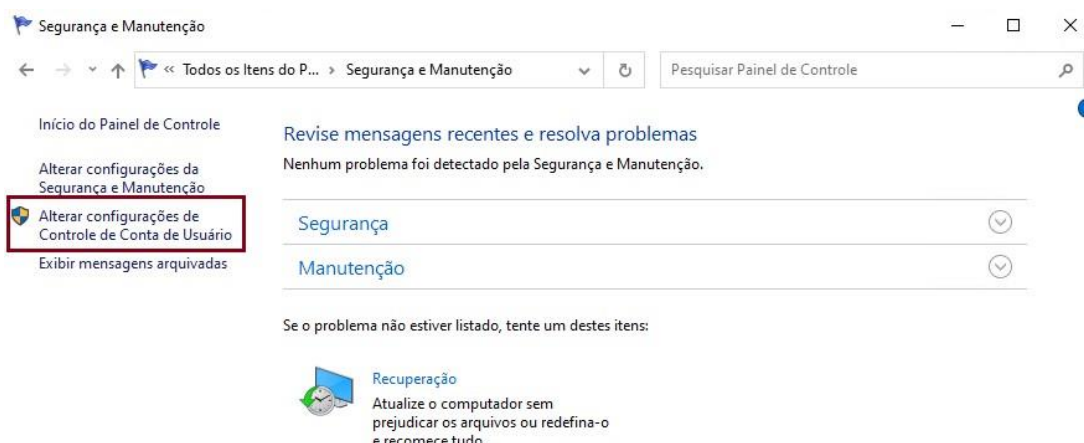 Segurança e Manutenção
« Todos os Itens do P... › Segurança e Manutenção
Pesquisar Painel de Controle
Início do Painel de Controle
Alterar configurações da
Segurança e Manutenção
Alterar configurações de
Controle de Conta de Usuário
Exibir mensagens arquivadas
Revise mensagens recentes e resolva problemas
Nenhum problema foi detectado pela Segurança e Manutenção.
Segurança
Manutenção
Se o problema não estiver listado, tente um destes itens:
Recuperação
Atualize o computador sem
prejudicar os arquivos ou redefina-o
e recomece tudo.